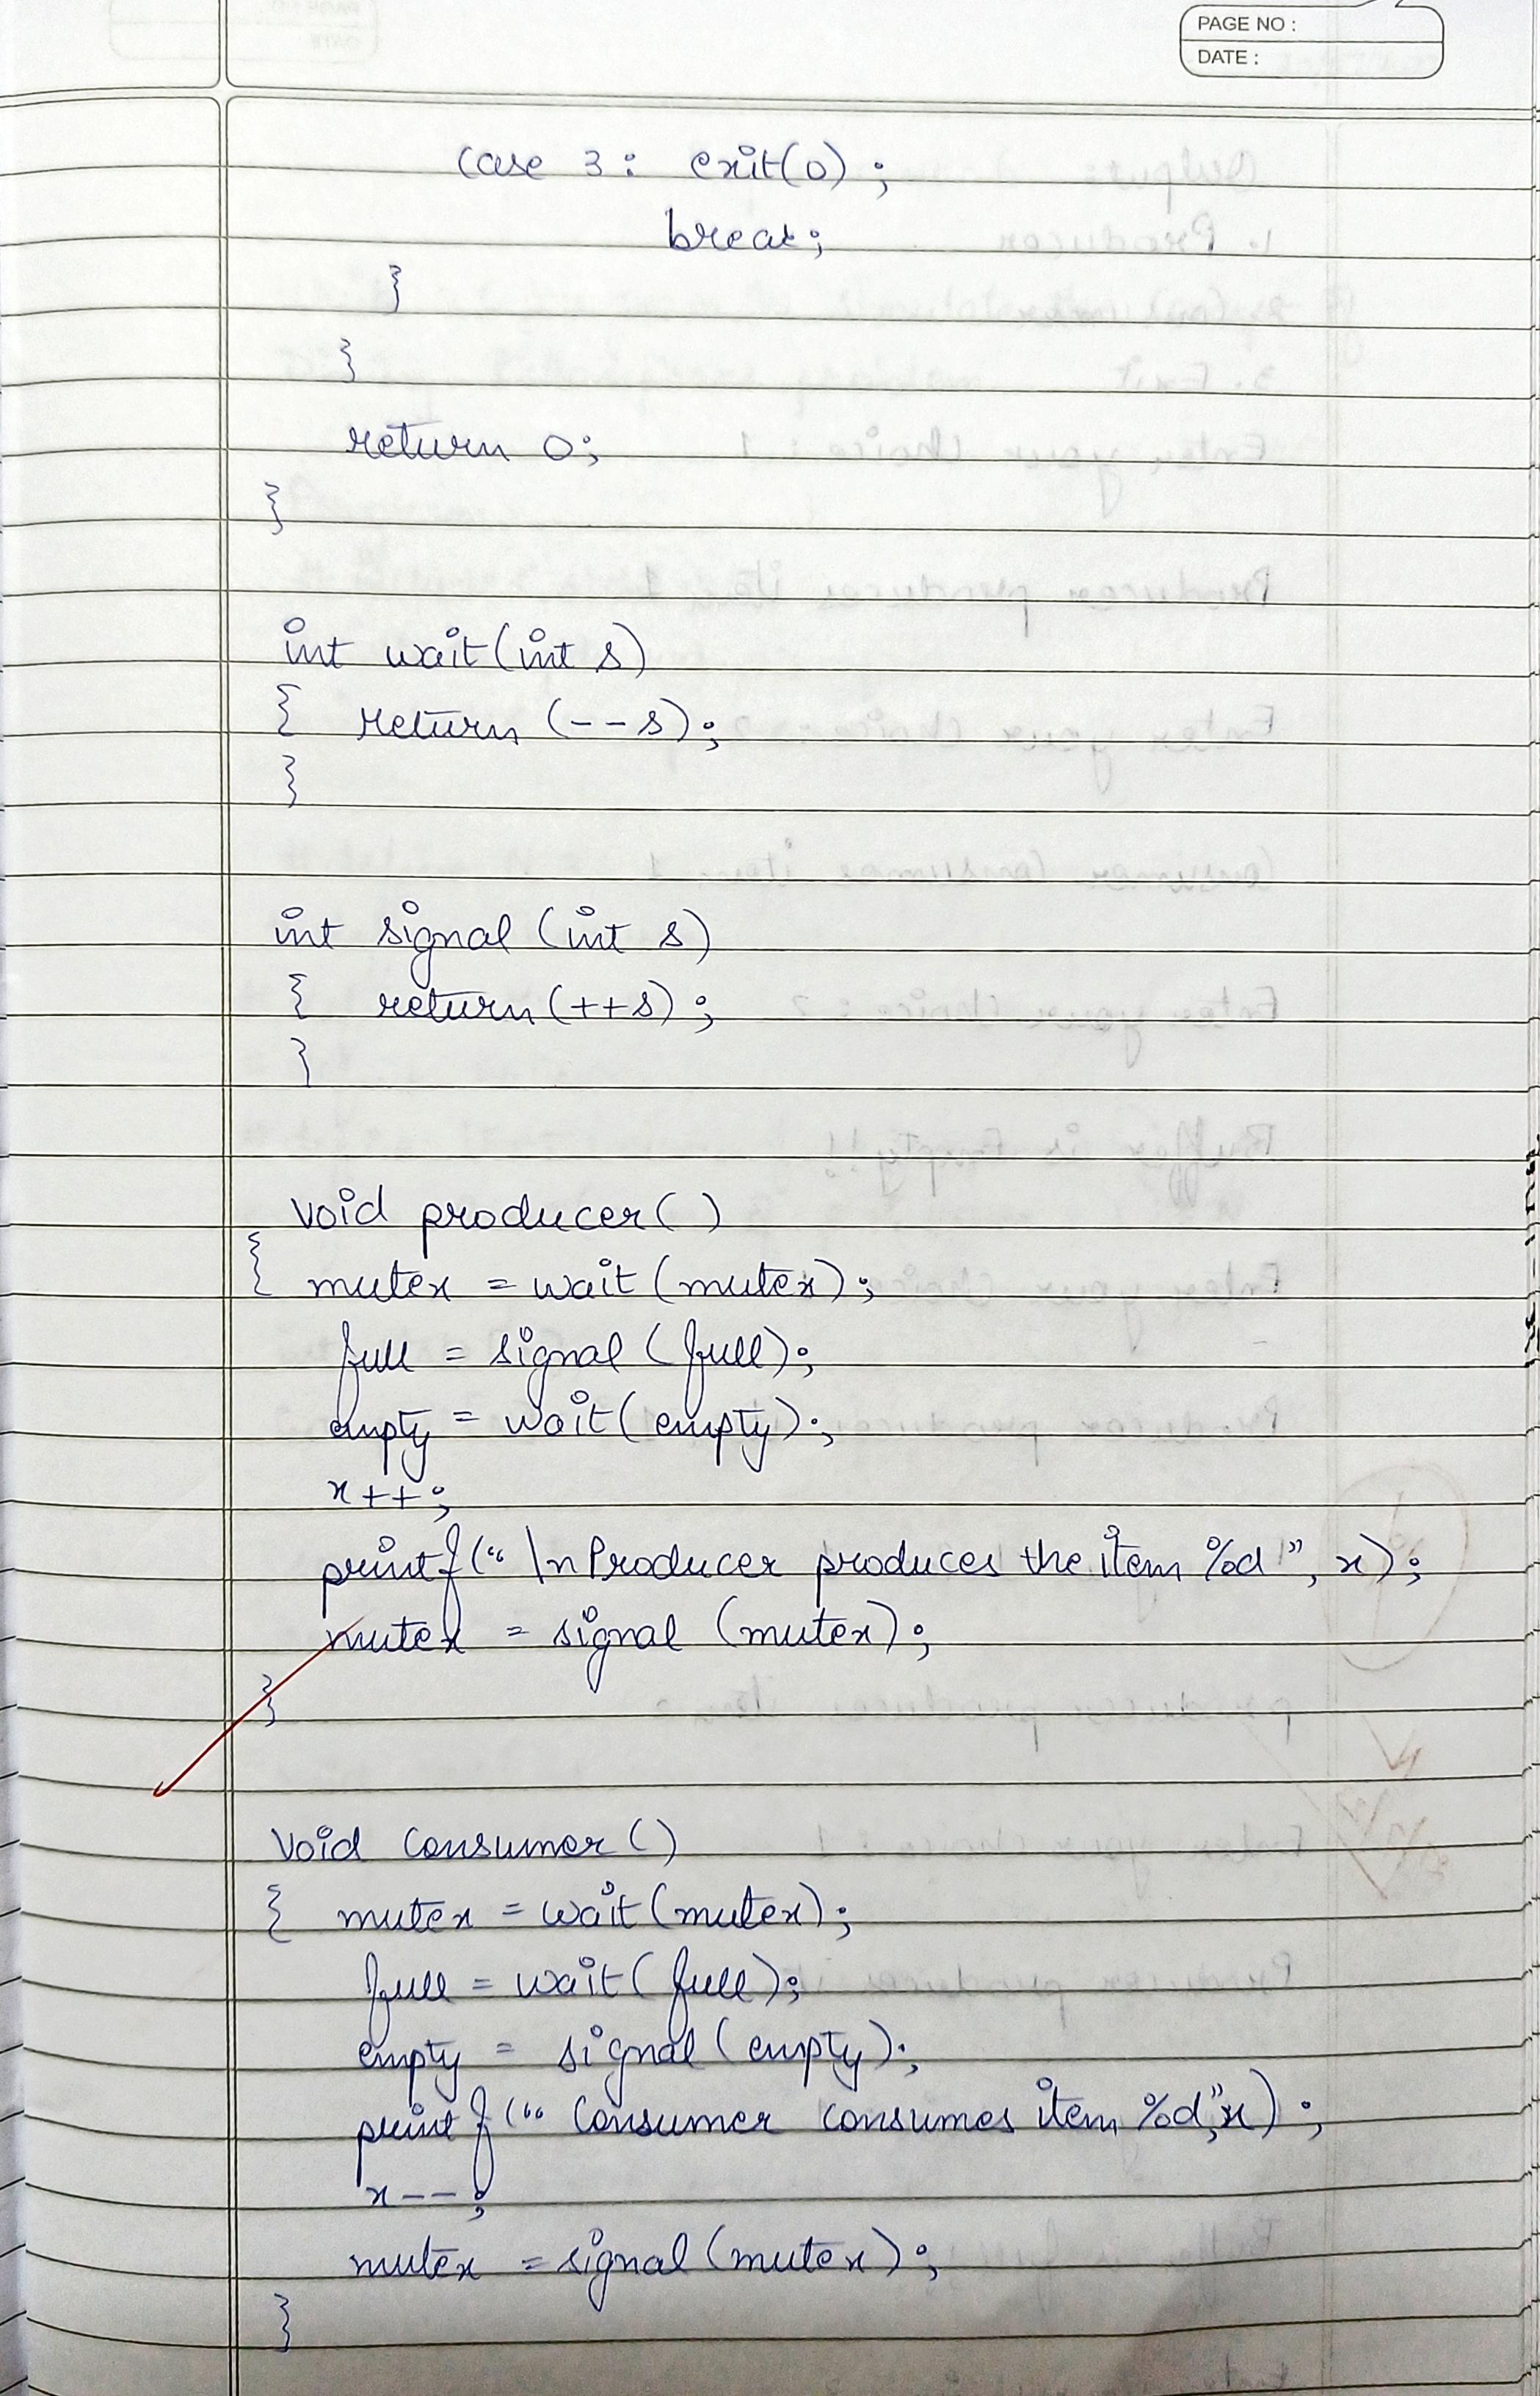 PAGE NO :
DATE :
case 3 : exit(0) ;
break;
}
}
return 0;
}
int wait(int s)
{ return (--s);
}
int signal (int s)
{ return (++s) ;
}
void producer( )
{ mutex = wait (mutex);
full = signal (full);
empty = wait( empty);
x++;
printf(“ \nProducer produces the item %d”, x);
mutex = signal (mutex);
}
void consumer ( )
{ mutex = wait (mutex);
full = wait( full);
empty = signal ( empty);
printf (“ Consumer consumes item %d”,x) ;
x--;
mutex = signal (mutex) ;
}